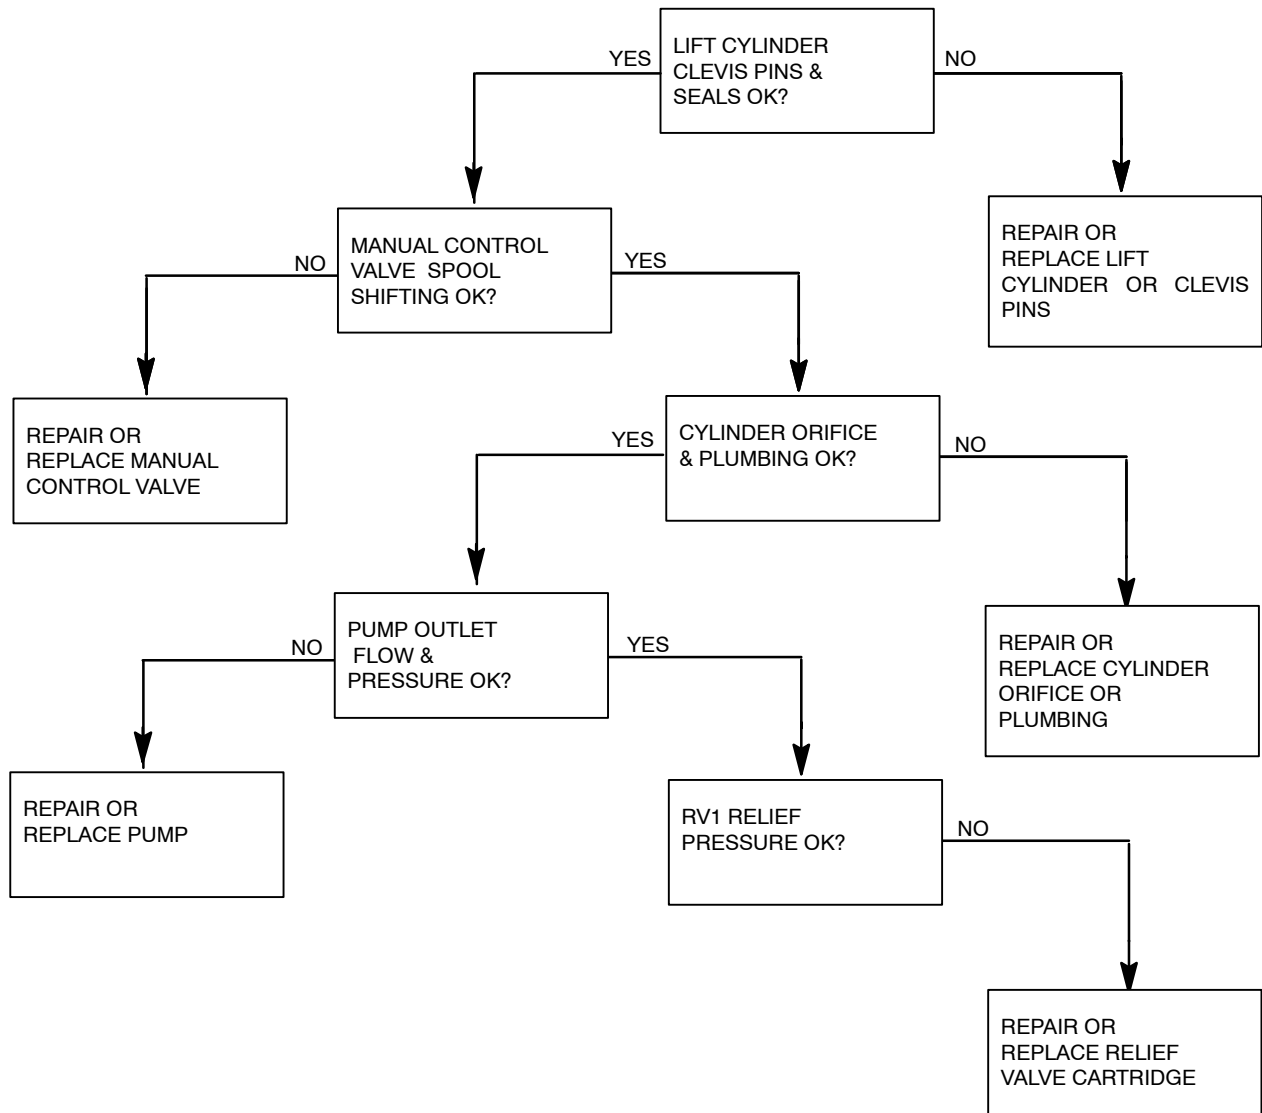 LIFT CYLINDER
CLEVIS PINS &
SEALS OK?
YES
NO
MANUAL CONTROL
VALVE SPOOL
SHIFTING OK?
NO
YES
REPAIR OR
REPLACE LIFT
CYLINDER OR CLEVIS
PINS
REPAIR OR
REPLACE MANUAL
CONTROL VALVE
CYLINDER ORIFICE
& PLUMBING OK?
YES
NO
PUMP OUTLET
FLOW &
PRESSURE OK?
NO
YES
REPAIR OR
REPLACE CYLINDER
ORIFICE OR
PLUMBING
REPAIR OR
REPLACE PUMP
RV1 RELIEF
PRESSURE OK?
NO
REPAIR OR
REPLACE RELIEF
VALVE CARTRIDGE